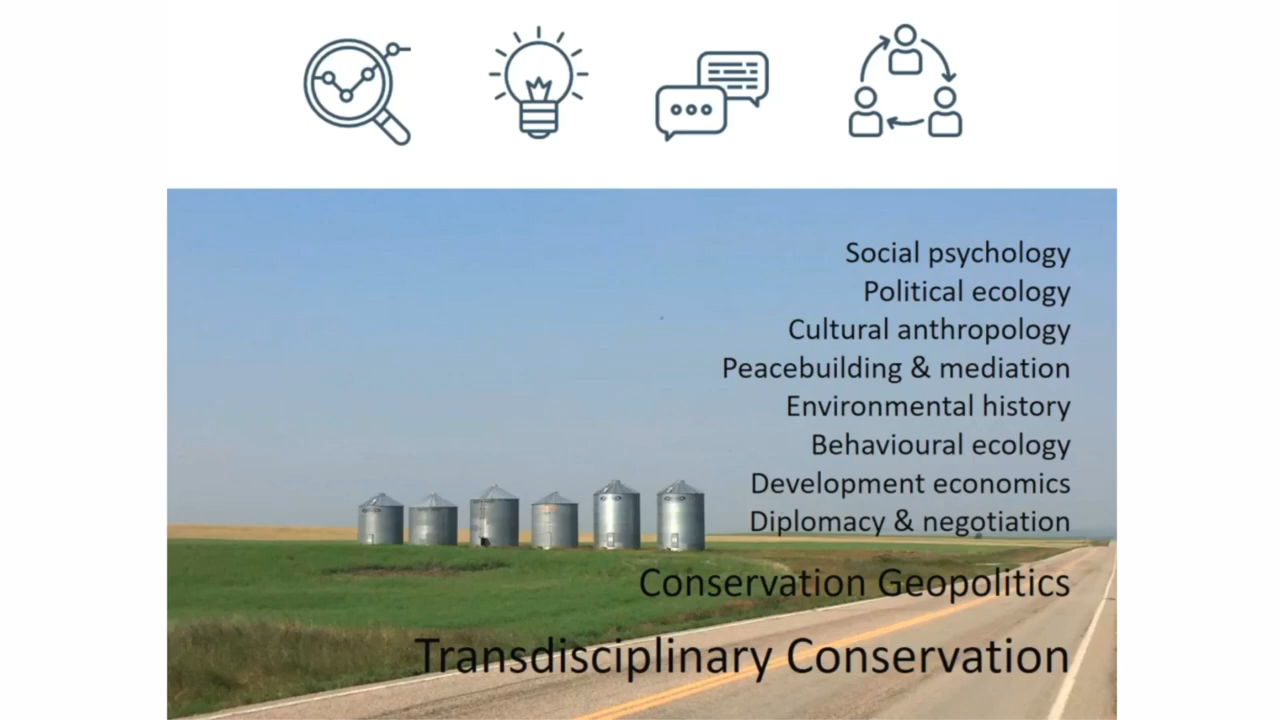 Social psychology
Political ecology
Cultural anthropology
Peacebuilding & mediation
Environmental history
Behavioural ecology
Development economics
Diplomacy & negotiation
Conservation Geopolitics
Transdisciplinary Conservation